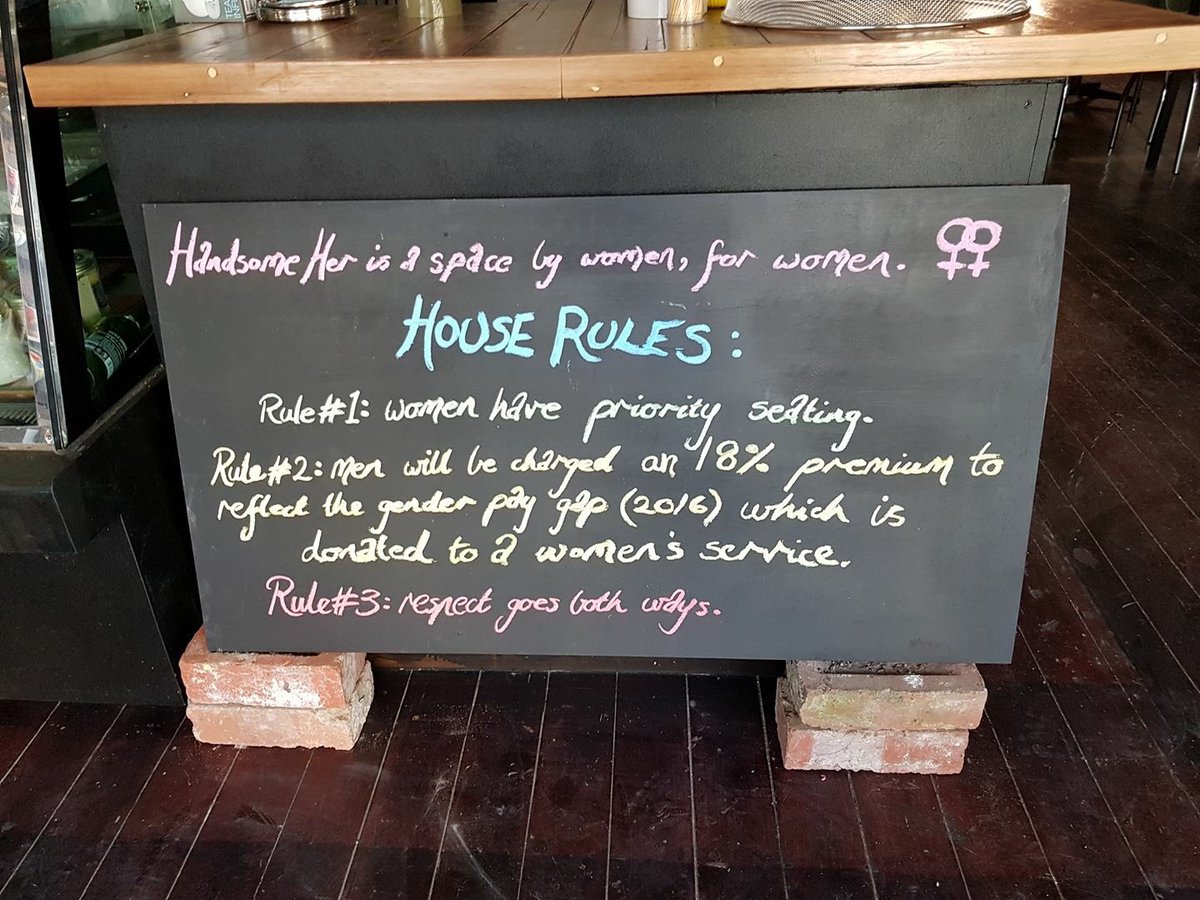 Handsome Her is a space by women, for women.
HOUSE RULES:
Rule #1: women have priority seating.
Rule #2: men will be charged an 18% premium to
reflect the gender pay gap (2016) which is
donated to a women's service.
Rule #3: respect goes both ways.